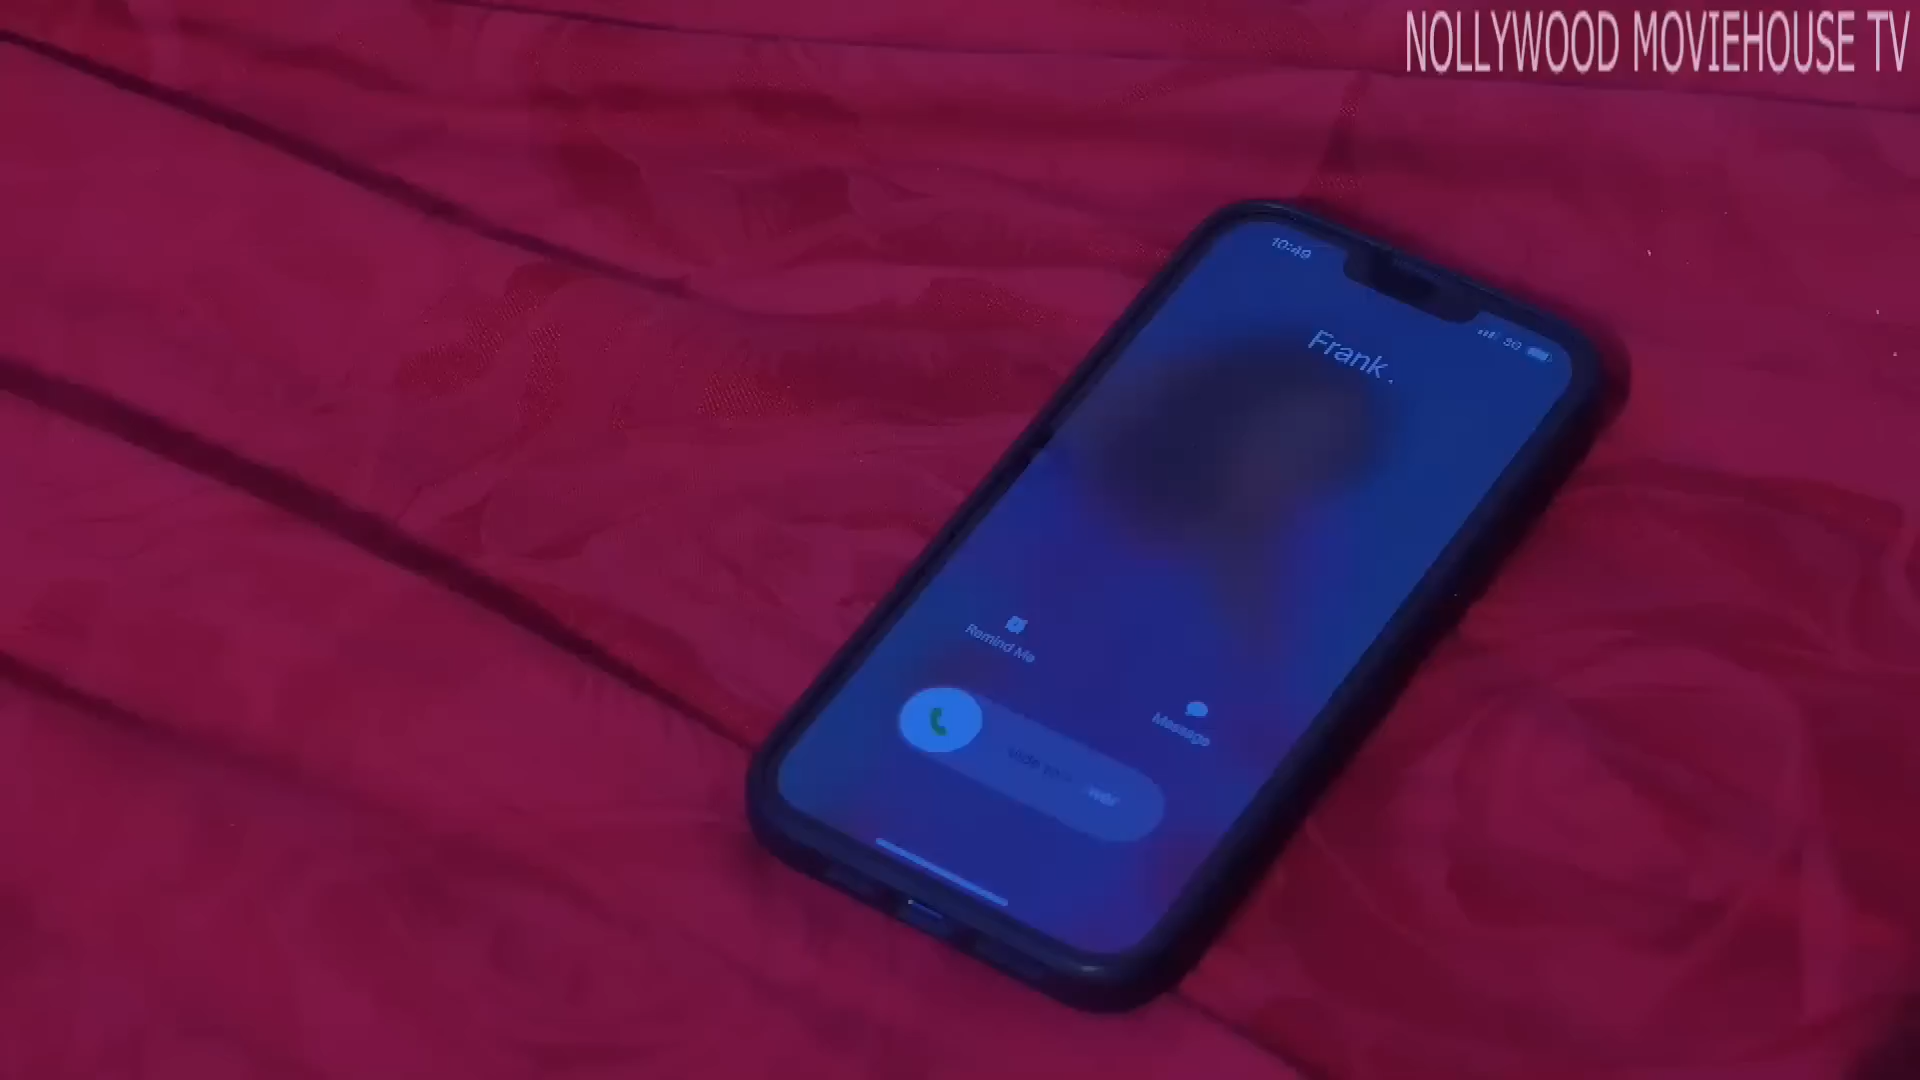 NOLLYWOOD MOVIEHOUSE TV
10:49
Frank.
Remind Me
Message